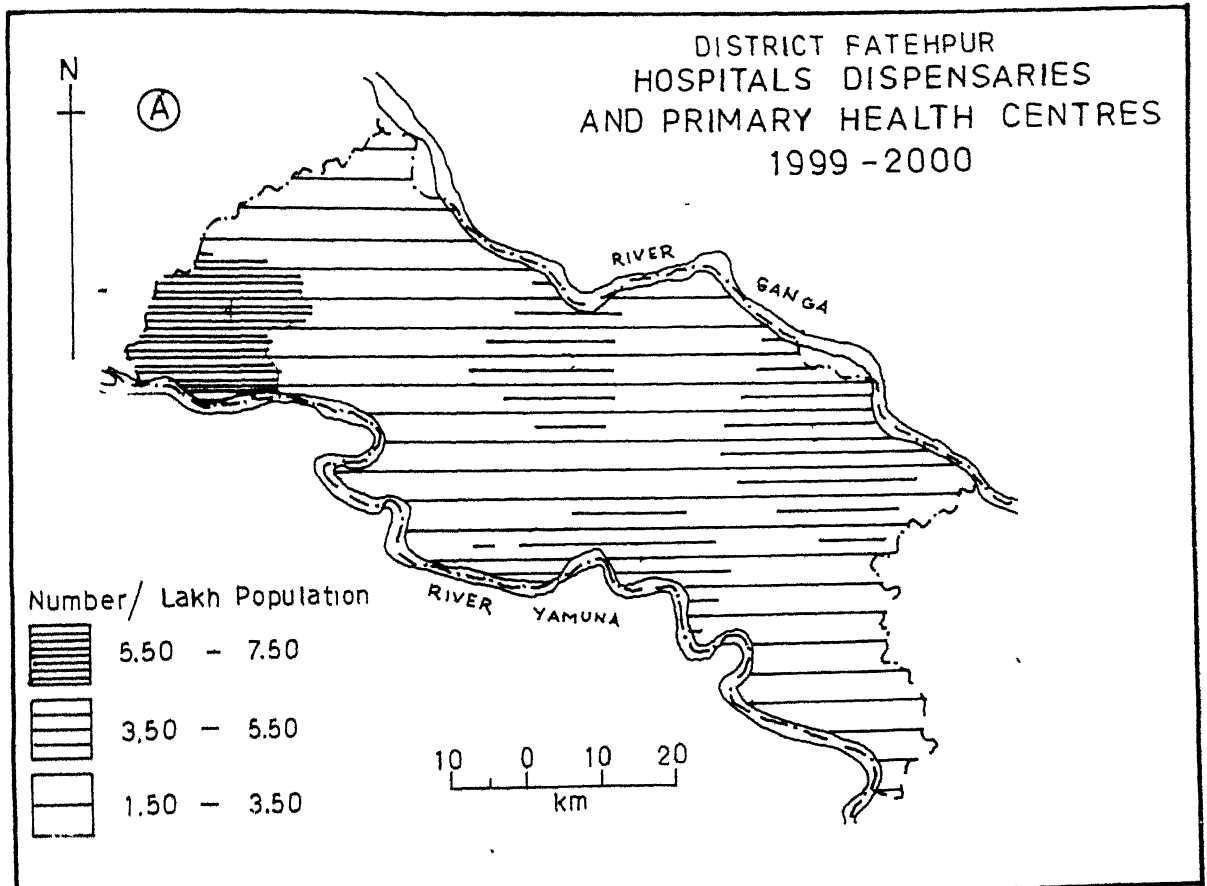 DISTRICT FATEHPUR
HOSPITALS DISPENSARIES
AND PRIMARY HEALTH CENTRES
1999-2000
N
A
RIVER
GANGA
RIVER
YAMUNA
Number/ Lakh Population
5.50 - 7.50
3.50 - 5.50
1.50 - 3.50
10 0 10 20
km